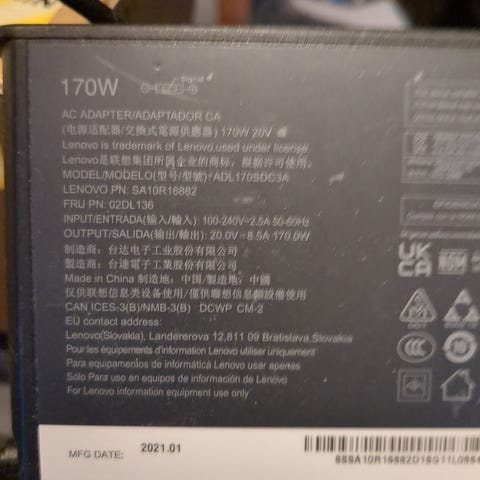 170W
Signal
AC ADAPTER/ADAPTADOR CA
(电源适配器/交換式電源供應器) 170W 20V
Lenovo is trademark of Lenovo,used under license
Lenovo是联想集团所属企业的商标，根据许可使用。
MODEL/MODELO(型号/型號): ADL170SDC3A
LENOVO PN: SA10R16882
FRU PN: 02DL136
INPUT/ENTRADA(输入/輸入): 100-240V~2.5A 50-60Hz
OUTPUT/SALIDA(输出/輸出): 20.0V⎓8.5A 170.0W
制造商：台达电子工业股份有限公司
製造商：台達電子工業股份有限公司
Made in China 制造地：中国/製造地：中國
仅供联想信息类设备使用/僅供聯想信息類設備使用
CAN ICES-3(B)/NMB-3(B) DCWP CM-2
EU contact address:
Lenovo(Slovakia), Landererova 12,811 09 Bratislava,Slovakia
Pour les équipements d'information Lenovo utiliser uniquement
Para equipamentos de informática Lenovo usar apenas
Sólo Para uso en equipos de información de Lenovo
For Lenovo information equipment use only
UK
CA
CCC
MFG DATE: 2021.01